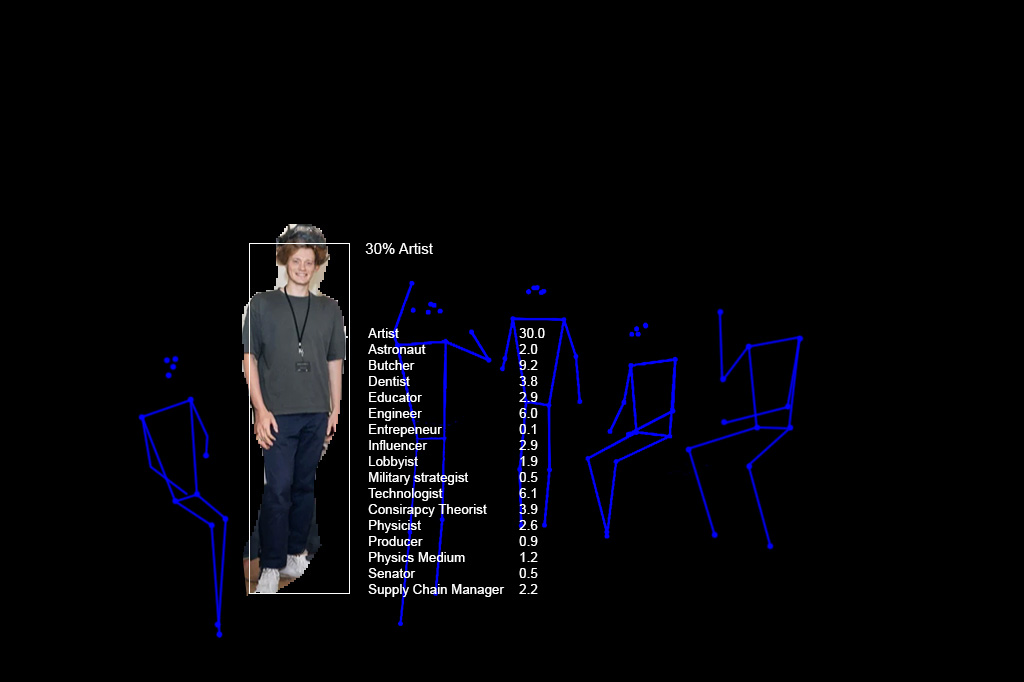 30% Artist
Artist 30.0
Astronaut 2.0
Butcher 9.2
Dentist 3.8
Educator 2.9
Engineer 6.0
Entrepeneur 0.1
Influencer 2.9
Lobbyist 1.9
Military strategist 0.5
Technologist 6.1
Consirapcy Theorist 3.9
Physicist 2.6
Producer 0.9
Physics Medium 1.2
Senator 0.5
Supply Chain Manager 2.2